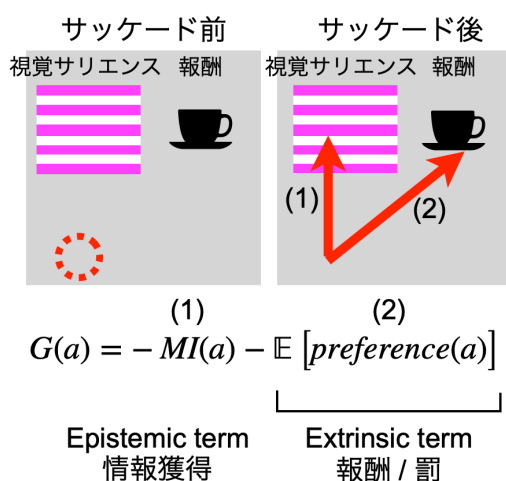 サッケード前
サッケード後
視覚サリエンス 報酬
視覚サリエンス 報酬
(1)
(2)
(1)
(2)
G(a) = − MI(a) − 𝔼 [preference(a)]
Epistemic term
情報獲得
Extrinsic term
報酬 / 罰